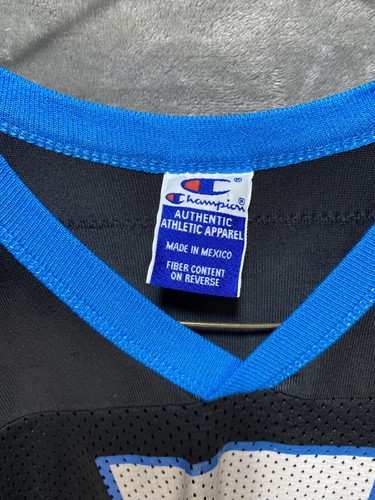 Champion®
AUTHENTIC
ATHLETIC APPAREL
MADE IN MEXICO
FIBER CONTENT
ON REVERSE